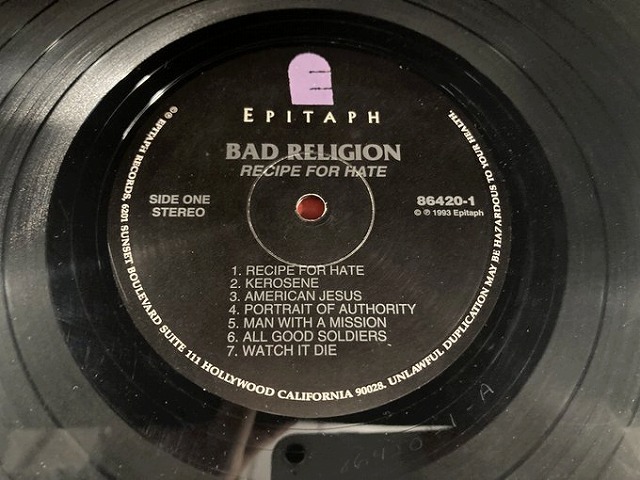 EPITAPH
BAD RELIGION
RECIPE FOR HATE
SIDE ONE
STEREO
86420-1
© ℗ 1993 Epitaph
1. RECIPE FOR HATE
2. KEROSENE
3. AMERICAN JESUS
4. PORTRAIT OF AUTHORITY
5. MAN WITH A MISSION
6. ALL GOOD SOLDIERS
7. WATCH IT DIE
© EPITAPH RECORDS, 6201 SUNSET BOULEVARD SUITE 111 HOLLYWOOD CALIFORNIA 90028. UNLAWFUL DUPLICATION MAY BE HAZARDOUS TO YOUR HEALTH.
86420-1-A